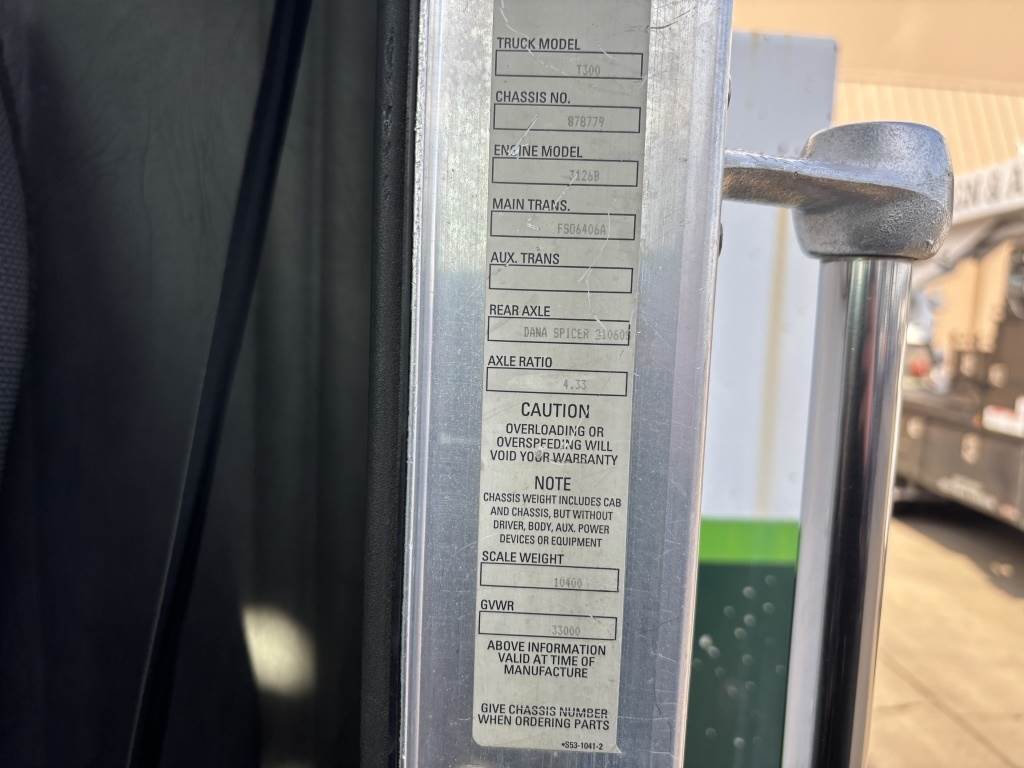 TRUCK MODEL
T300
CHASSIS NO.
878779
ENGINE MODEL
3126B
MAIN TRANS.
FSO6406A
AUX. TRANS
REAR AXLE
DANA SPICER
AXLE RATIO
4.33
CAUTION
OVERLOADING OR
OVERSPEEDING WILL
VOID YOUR WARRANTY
NOTE
CHASSIS WEIGHT INCLUDES CAB
AND CHASSIS, BUT WITHOUT
DRIVER, BODY, AUX. POWER
DEVICES OR EQUIPMENT
SCALE WEIGHT
10400
GVWR
33000
ABOVE INFORMATION
VALID AT TIME OF
MANUFACTURE
GIVE CHASSIS NUMBER
WHEN ORDERING PARTS
*S53-1041-2